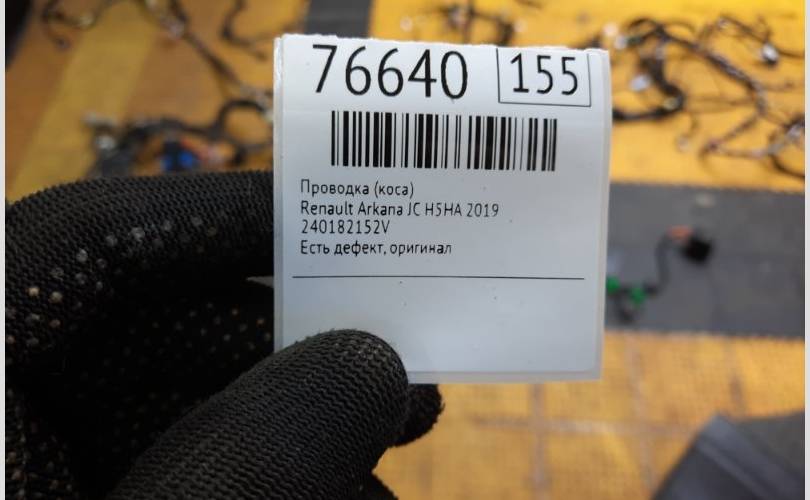 76640 155
Проводка (коса)
Renault Arkana JC H5HA 2019
240182152V
Есть дефект, оригинал